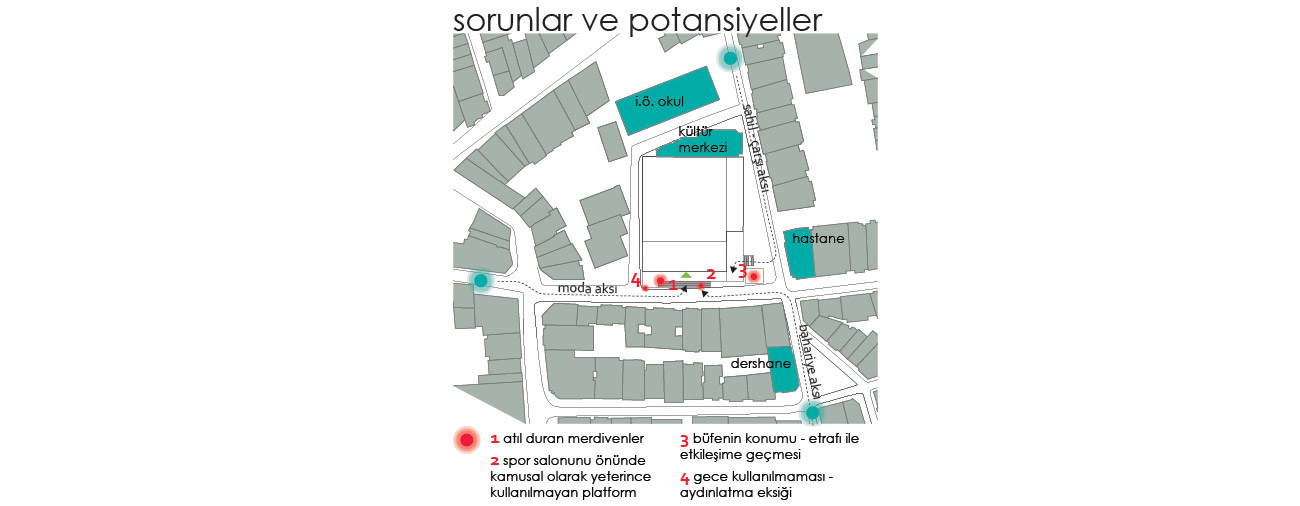 sorunlar ve potansiyeller
i.ö. okul
kültür
merkezi
sahil - çarşı aksı
hastane
4
1
2
3
moda aksı
bahariye aksı
dershane
1 atıl duran merdivenler
2 spor salonunu önünde
kamusal olarak yeterince
kullanılmayan platform
3 büfenin konumu - etrafı ile
etkileşime geçmesi
4 gece kullanılmaması -
aydınlatma eksiği